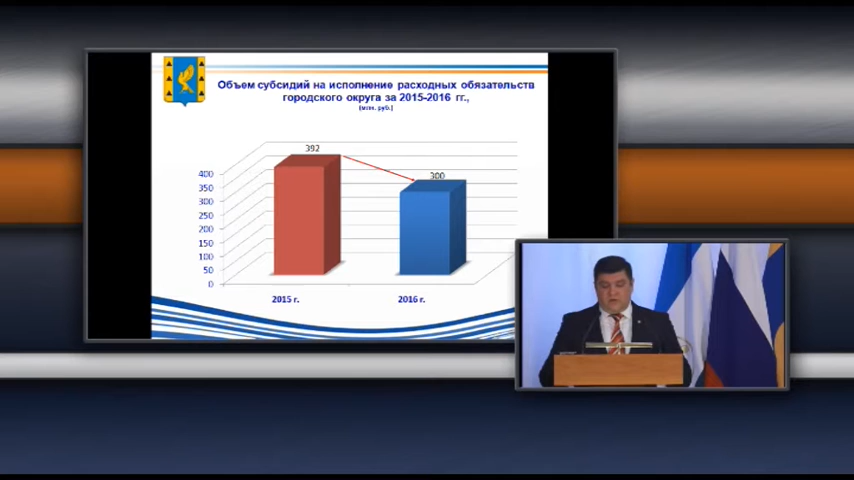 Объем субсидий на исполнение расходных обязательств
городского округа за 2015-2016 гг.,
(млн. руб.)
392
300
400
350
300
250
200
150
100
50
0
2015 г.
2016 г.